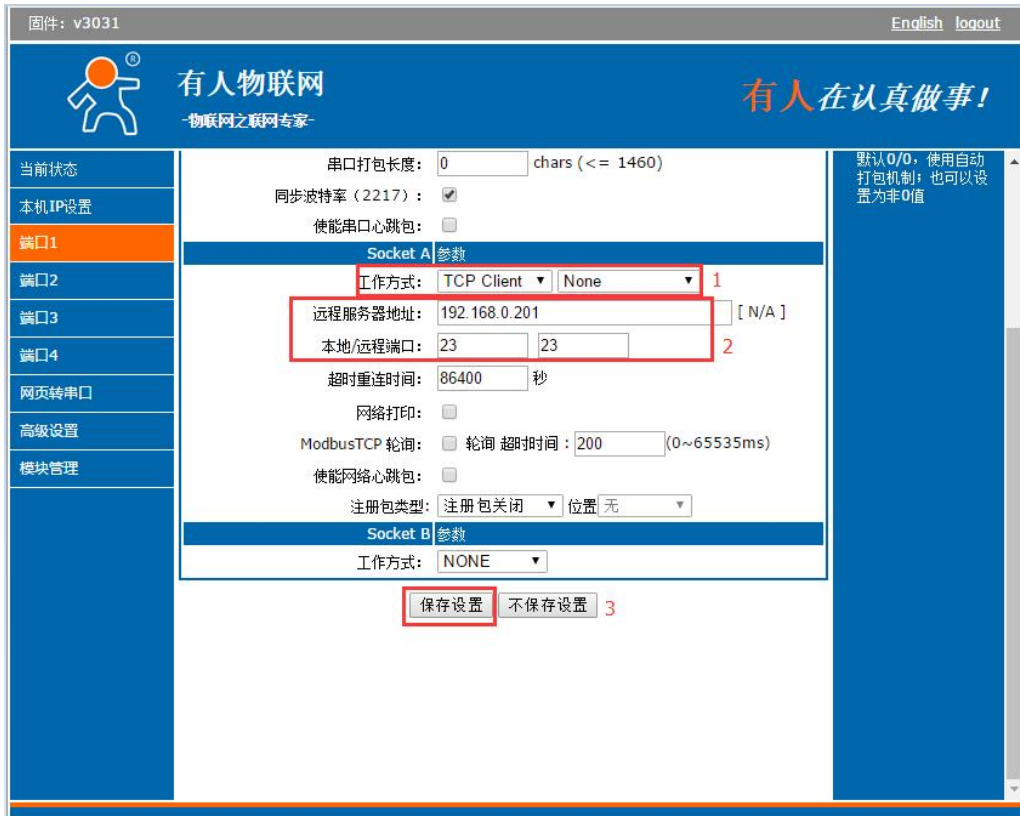 固件：v3031
English logout
®
有人物联网
-物联网之联网专家-
有人在认真做事！
当前状态
本机IP设置
端口1
端口2
端口3
端口4
网页转串口
高级设置
模块管理
串口打包长度： 0 chars (<= 1460)
同步波特率（2217）：
使能串口心跳包：
Socket A 参数
工作方式： TCP Client None 1
远程服务器地址： 192.168.0.201 [ N/A ]
本地/远程端口： 23 23 2
超时重连时间： 86400 秒
网络打印：
ModbusTCP 轮询： 轮询 超时时间：200 (0~65535ms)
使能网络心跳包：
注册包类型： 注册包关闭 位置 无
Socket B 参数
工作方式： NONE
保存设置 不保存设置 3
默认0/0，使用自动
打包机制；也可以设
置为非0值